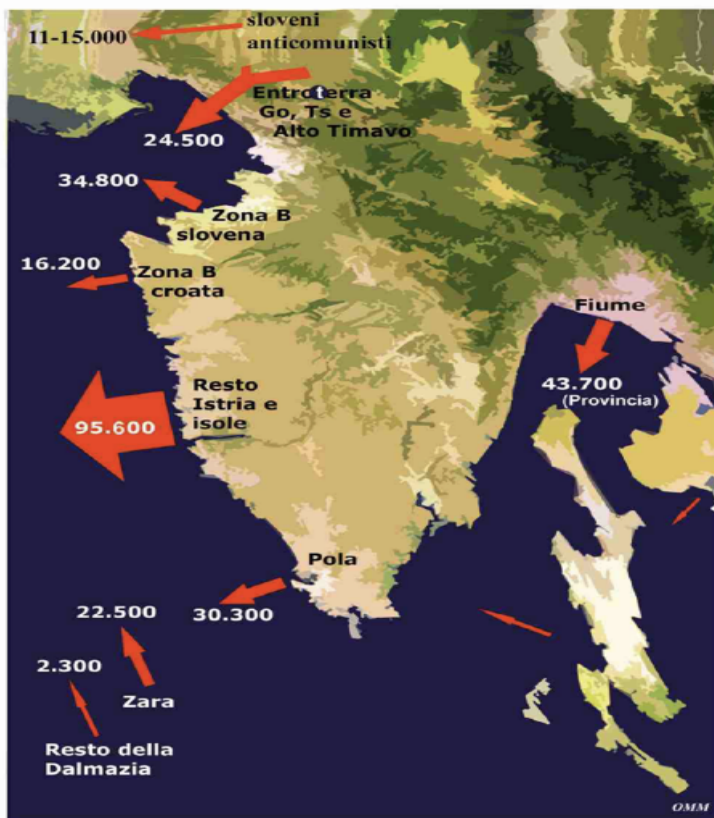 sloveni
anticomunisti
11-15.000
Entroterra
Go, Ts e
Alto Timavo
24.500
34.800
Zona B
slovena
16.200
Zona B
croata
Fiume
43.700
(Provincia)
Resto
Istria e
isole
95.600
Pola
30.300
22.500
2.300
Zara
Resto della
Dalmazia
OMM